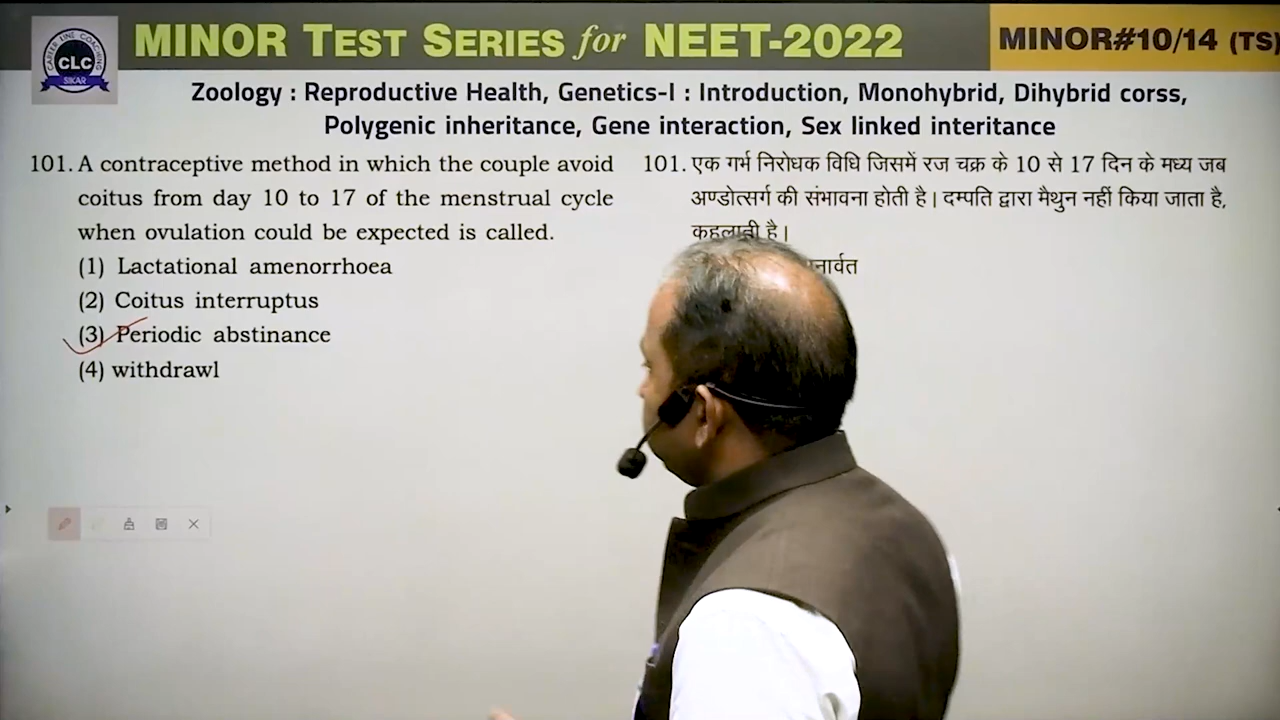 CAREER LINE COACHING
CLC
SIKAR
MINOR TEST SERIES for NEET-2022
MINOR#10/14 (TS)
Zoology : Reproductive Health, Genetics-I : Introduction, Monohybrid, Dihybrid corss,
Polygenic inheritance, Gene interaction, Sex linked interitance
101. A contraceptive method in which the couple avoid
coitus from day 10 to 17 of the menstrual cycle
when ovulation could be expected is called.
(1) Lactational amenorrhoea
(2) Coitus interruptus
(3) Periodic abstinance
(4) withdrawl
101. एक गर्भ निरोधक विधि जिसमें रज चक्र के 10 से 17 दिन के मध्य जब
अण्डोत्सर्ग की संभावना होती है। दम्पति द्वारा मैथुन नहीं किया जाता है,
कहलाती है।